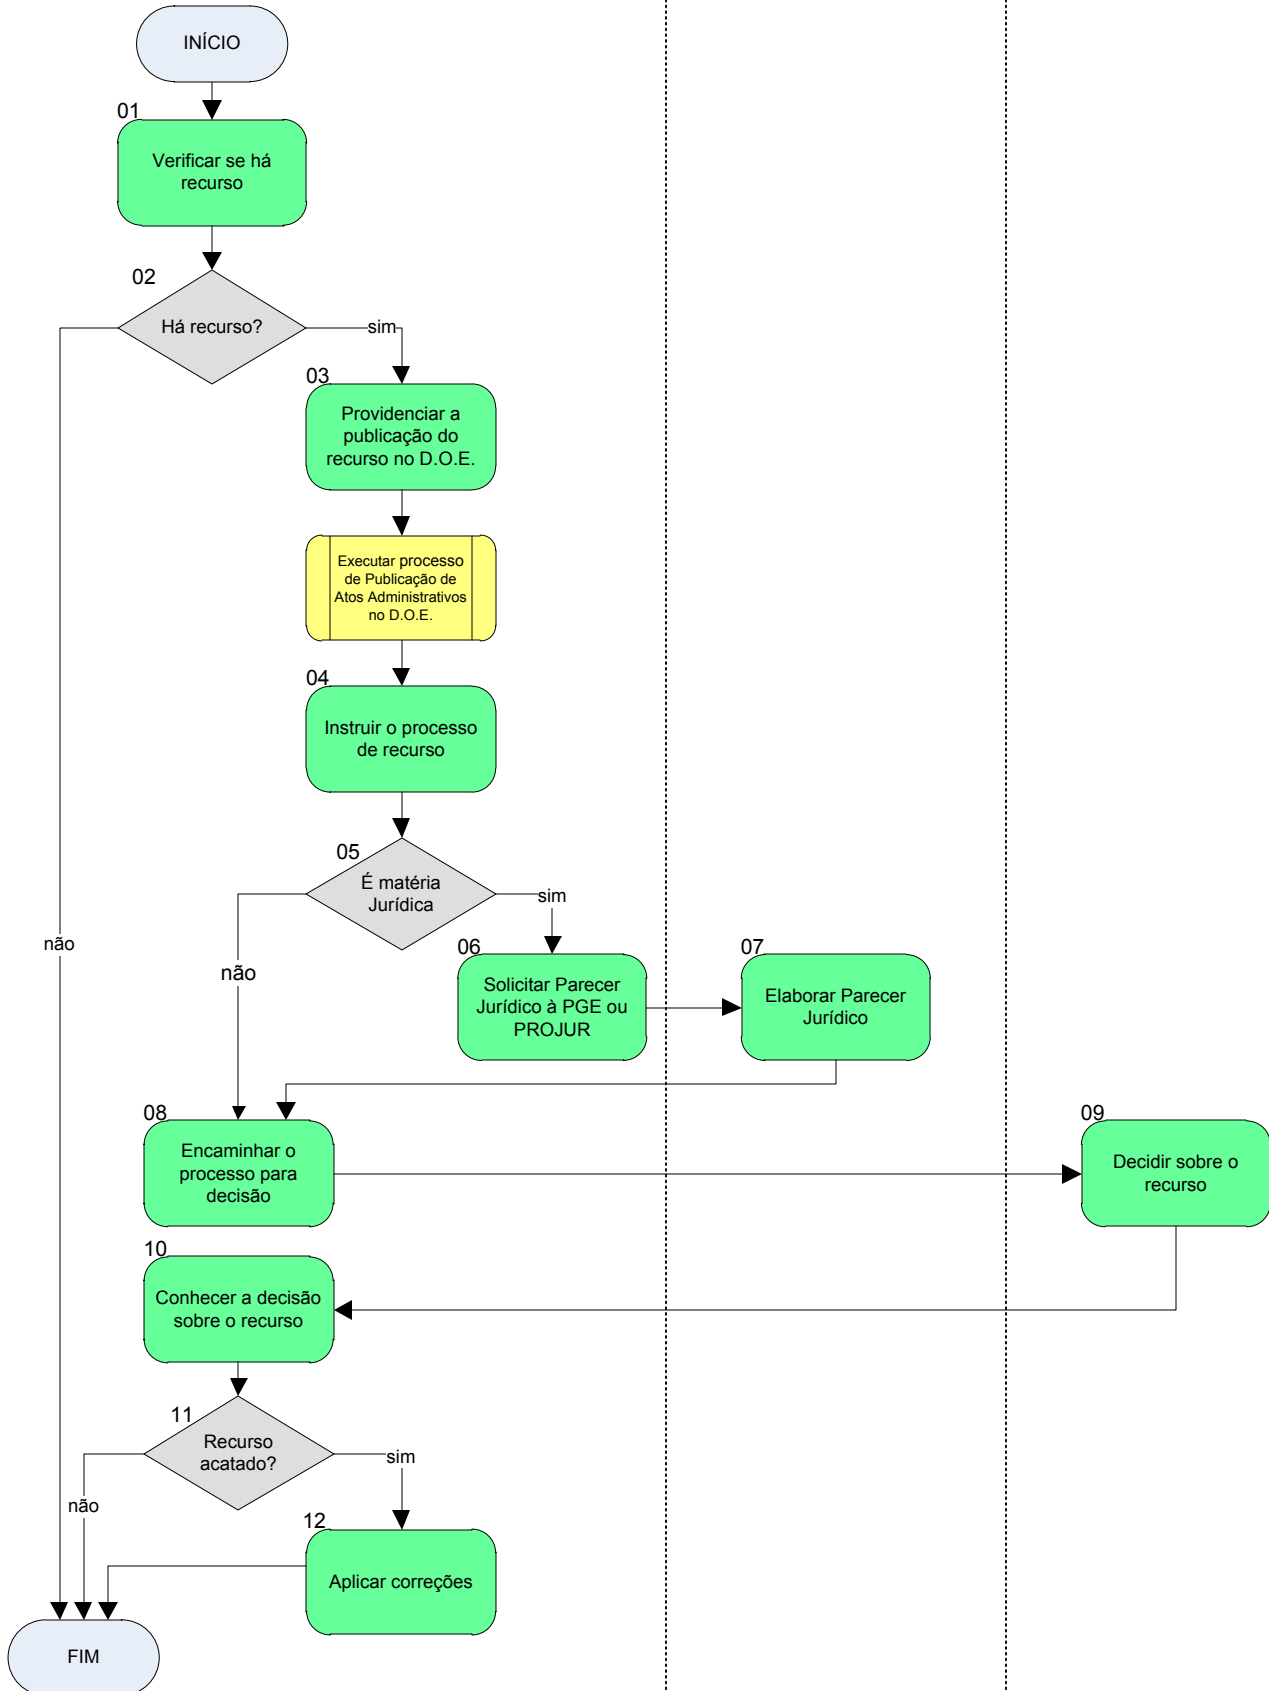 INÍCIO
01
Verificar se há
recurso
02
Há recurso?
sim
03
Providenciar a
publicação do
recurso no D.O.E.
Executar processo
de Publicação de
Atos Administrativos
no D.O.E.
04
Instruir o processo
de recurso
05
É matéria
Jurídica
sim
não
não
06
Solicitar Parecer
Jurídico à PGE ou
PROJUR
07
Elaborar Parecer
Jurídico
08
Encaminhar o
processo para
decisão
09
Decidir sobre o
recurso
10
Conhecer a decisão
sobre o recurso
11
Recurso
acatado?
sim
não
12
Aplicar correções
FIM